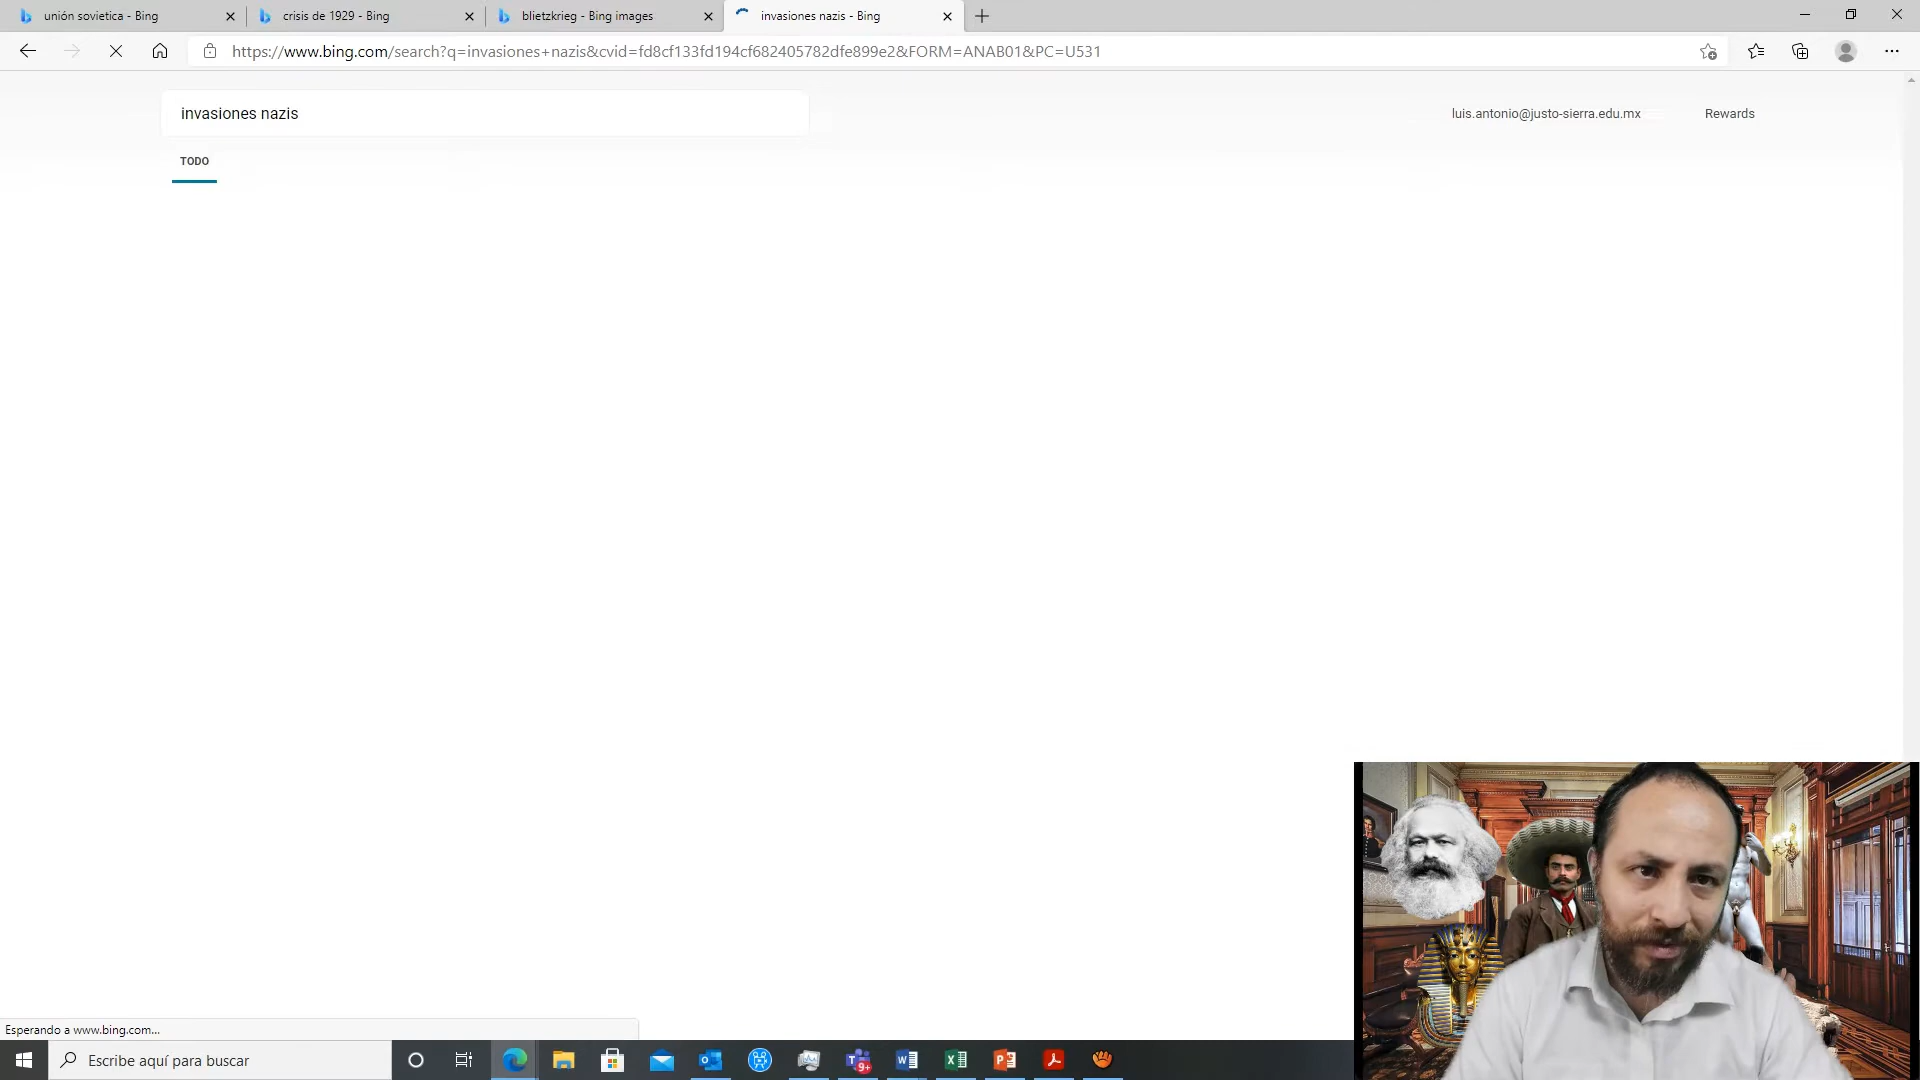 unión sovietica - Bing
crisis de 1929 - Bing
blietzkrieg - Bing images
invasiones nazis - Bing
https://www.bing.com/search?q=invasiones+nazis&cvid=fd8cf133fd194cf682405782dfe899e2&FORM=ANAB01&PC=U531
invasiones nazis
luis.antonio@justo-sierra.edu.mx
Rewards
TODO
Esperando a www.bing.com...
Escribe aquí para buscar
9+